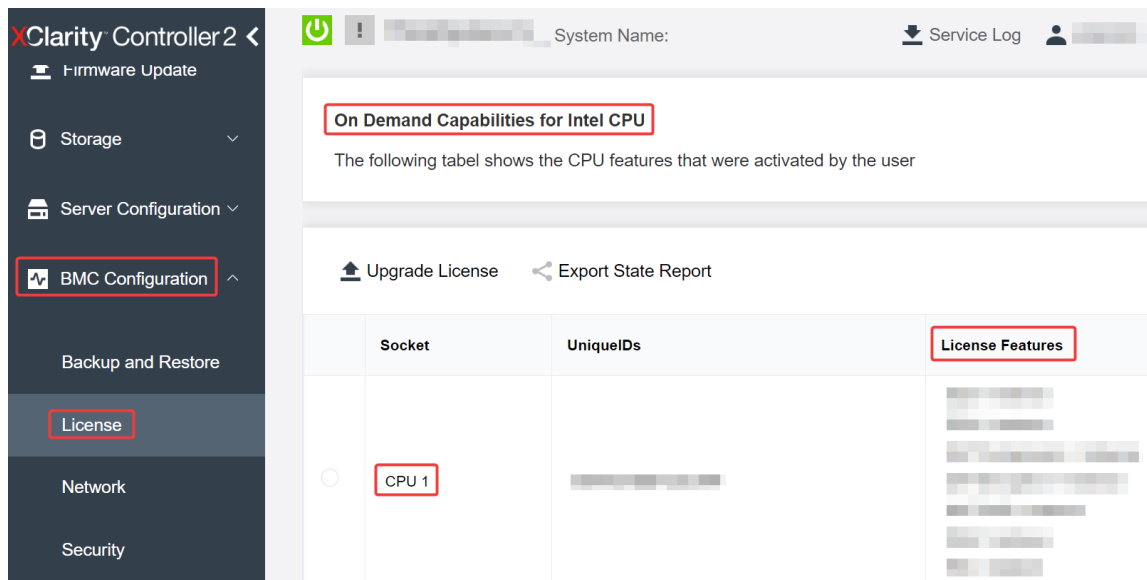 XClarity Controller 2
Firmware Update
Storage
Server Configuration
BMC Configuration
Backup and Restore
License
Network
Security
System Name:
Service Log
On Demand Capabilities for Intel CPU
The following tabel shows the CPU features that were activated by the user
Upgrade License Export State Report
Socket UniqueIDs License Features
CPU 1